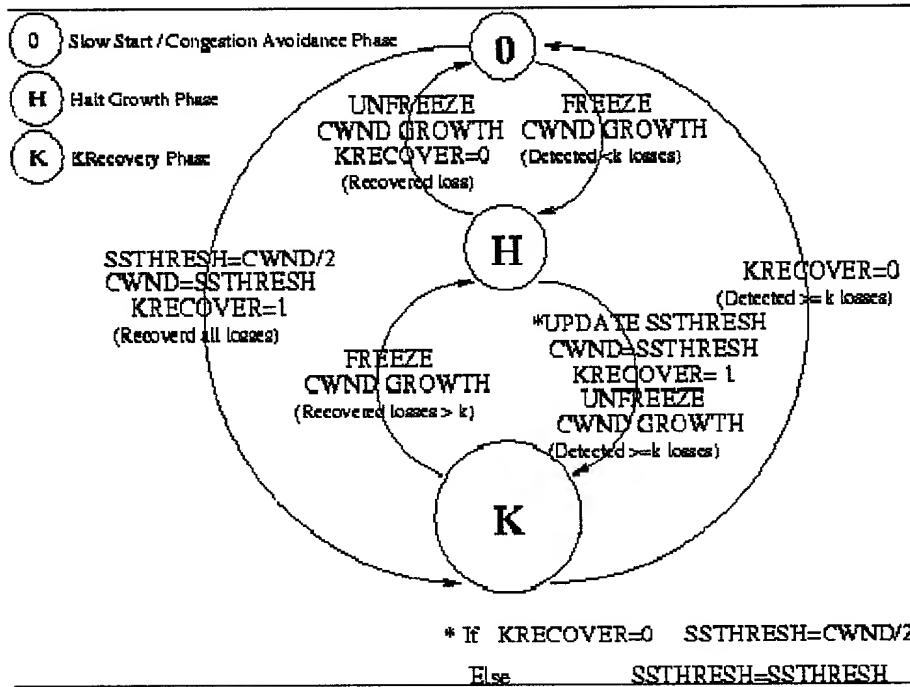 0 Slow Start / Congestion Avoidance Phase
H Halt Growth Phase
K KRecovery Phase
0
UNFREEZE
CWND GROWTH
KRECOVER=0
(Recovered loss)
FREEZE
CWND GROWTH
(Detected <k losses)
H
SSTHRESH=CWND/2
CWND=SSTHRESH
KRECOVER=1
(Recoverd all losses)
KRECOVER=0
(Detected >=k losses)
FREEZE
CWND GROWTH
(Recovered losses > k)
*UPDATE SSTHRESH
CWND=SSTHRESH
KRECOVER= 1
UNFREEZE
CWND GROWTH
(Detected >=k losses)
K
* If KRECOVER=0 SSTHRESH=CWND/2
Else SSTHRESH=SSTHRESH